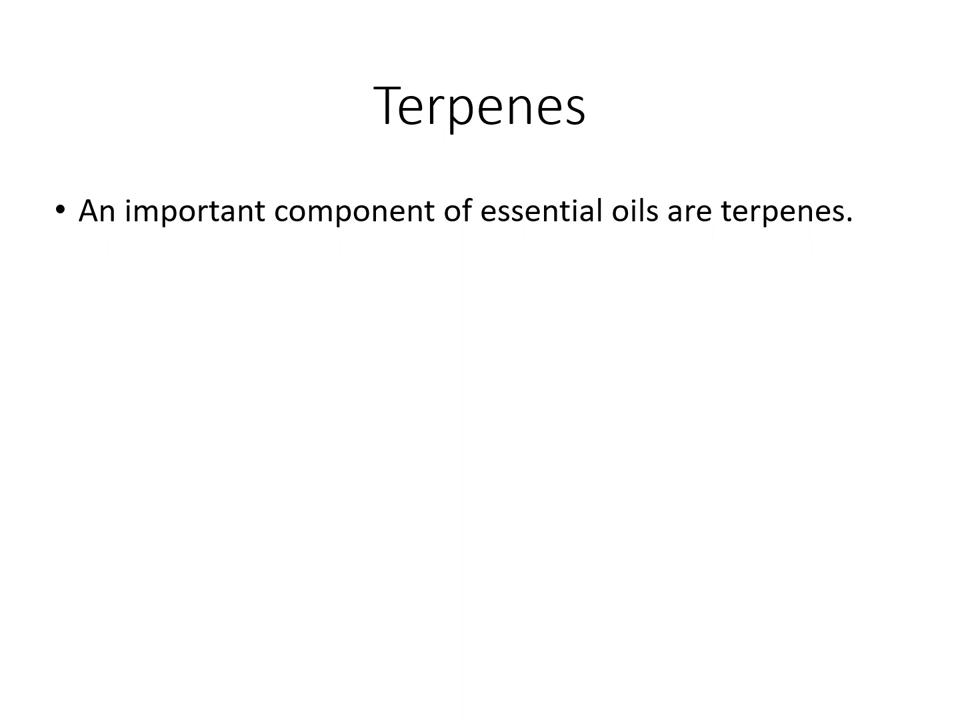 Terpenes
• An important component of essential oils are terpenes.